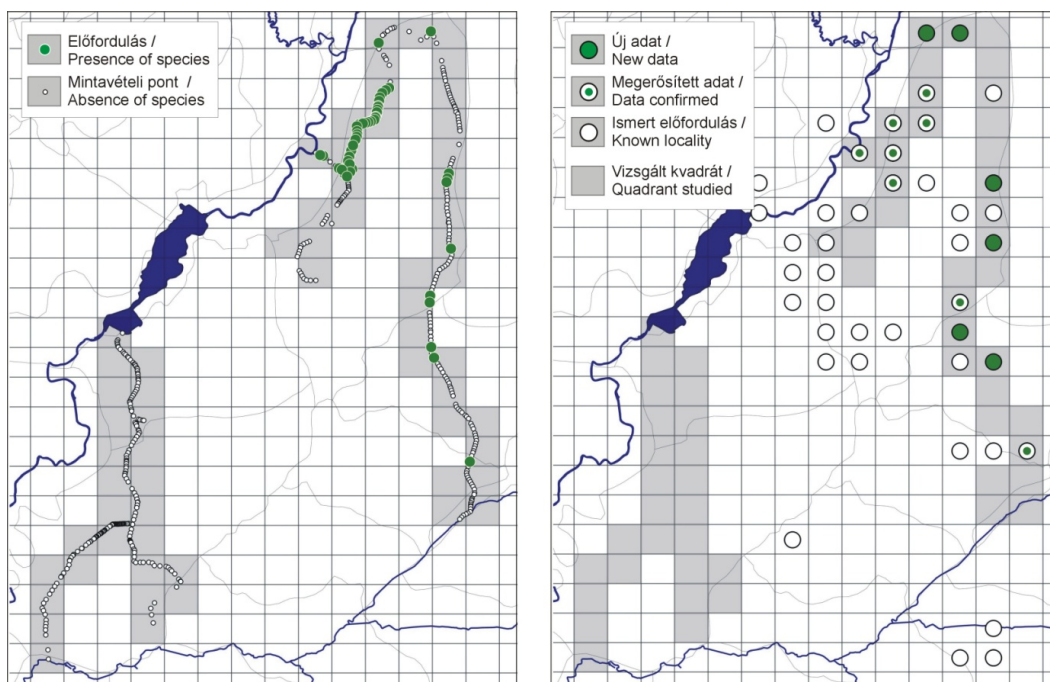 Előfordulás /
Presence of species
Mintavételi pont /
Absence of species
Új adat /
New data
Megerősített adat /
Data confirmed
Ismert előfordulás /
Known locality
Vizsgált kvadrát /
Quadrant studied